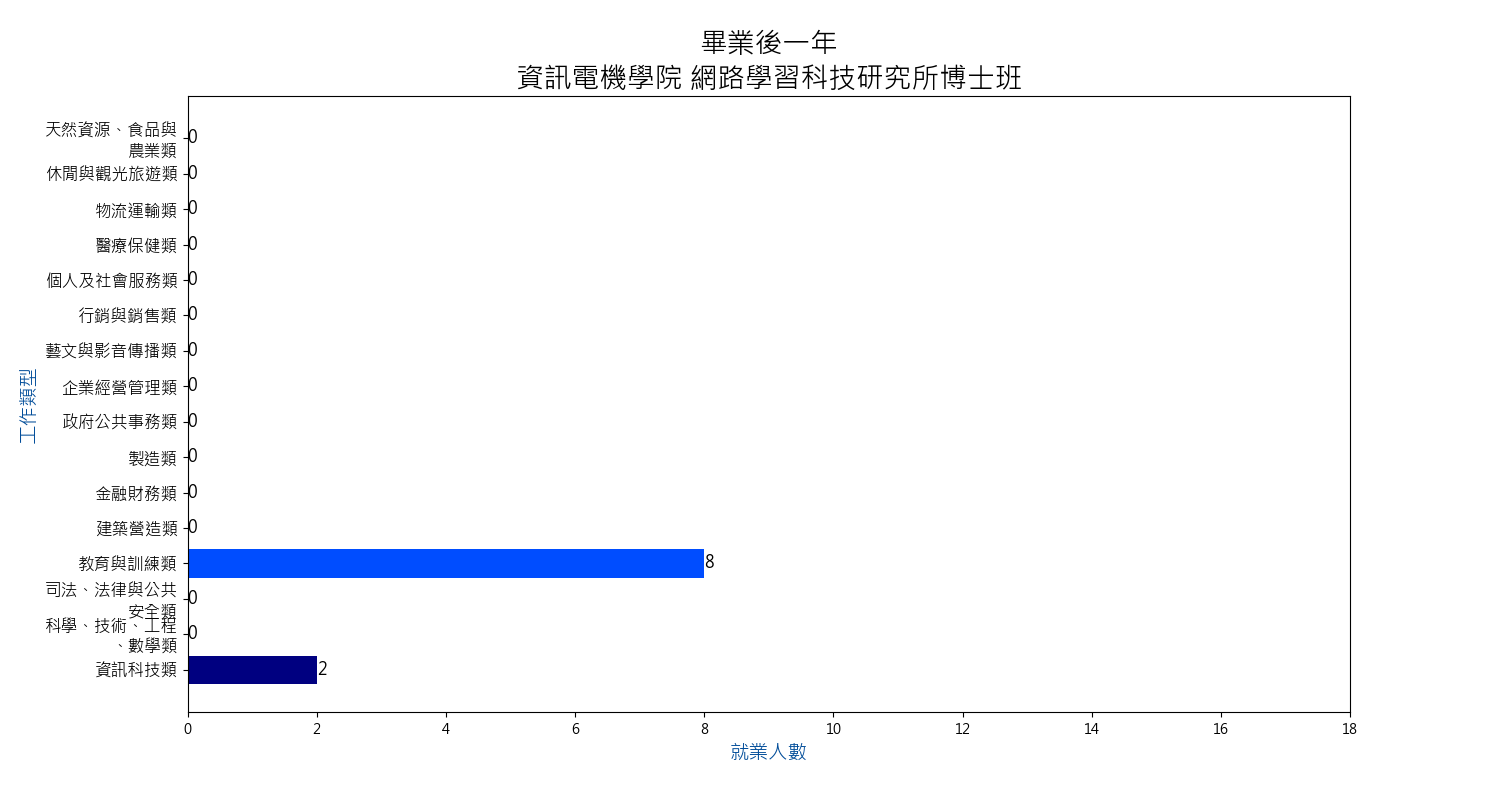 畢業後一年
資訊電機學院 網路學習科技研究所博士班
工作類型
天然資源、食品與
農業類
0
休閒與觀光旅遊類
0
物流運輸類
0
醫療保健類
0
個人及社會服務類
0
行銷與銷售類
0
藝文與影音傳播類
0
企業經營管理類
0
政府公共事務類
0
製造類
0
金融財務類
0
建築營造類
0
教育與訓練類
8
司法、法律與公共
安全類
0
科學、技術、工程
、數學類
0
資訊科技類
2
0 2 4 6 8 10 12 14 16 18
就業人數